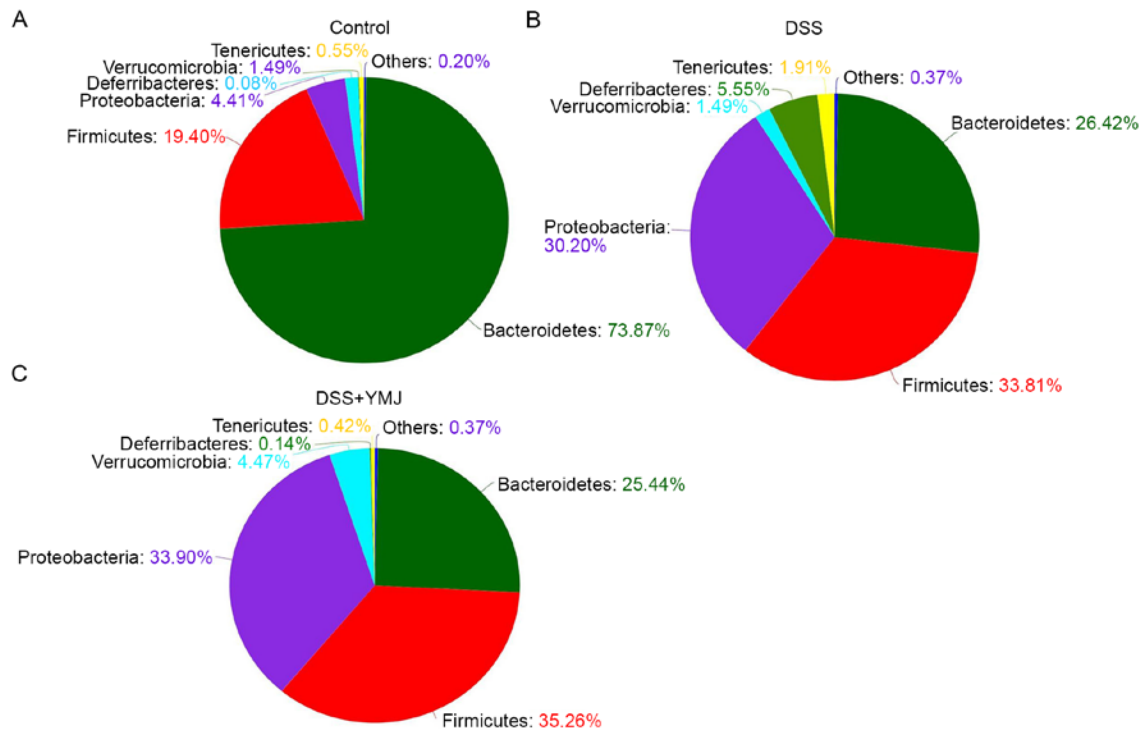 A
Control
Tenericutes: 0.55%
Verrucomicrobia: 1.49%
Others: 0.20%
Deferribacteres: 0.08%
Proteobacteria: 4.41%
Firmicutes: 19.40%
Bacteroidetes: 73.87%
B
DSS
Tenericutes: 1.91%
Others: 0.37%
Deferribacteres: 5.55%
Verrucomicrobia: 1.49%
Bacteroidetes: 26.42%
Proteobacteria:
30.20%
Firmicutes: 33.81%
C
DSS+YMJ
Tenericutes: 0.42%
Others: 0.37%
Deferribacteres: 0.14%
Verrucomicrobia: 4.47%
Bacteroidetes: 25.44%
Proteobacteria: 33.90%
Firmicutes: 35.26%